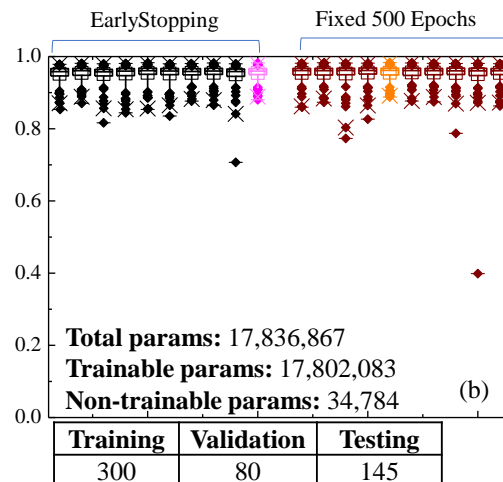 EarlyStopping Fixed 500 Epochs
1.0
0.8
0.6
0.4
0.2
0.0
Total params: 17,836,867
Trainable params: 17,802,083
Non-trainable params: 34,784
(b)
Training Validation Testing
300 80 145